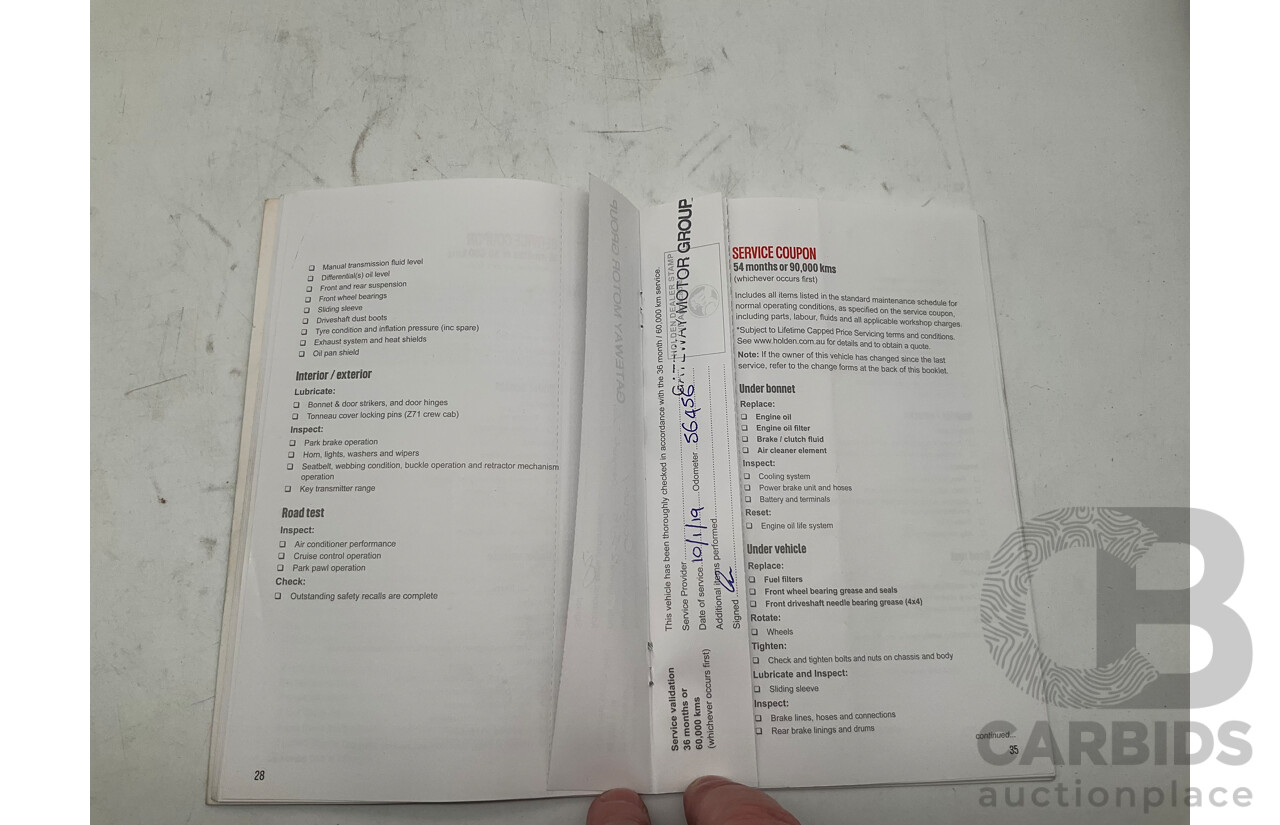 ❏ Manual transmission fluid level
❏ Differential(s) oil level
❏ Front and rear suspension
❏ Front wheel bearings
❏ Sliding sleeve
❏ Driveshaft dust boots
❏ Tyre condition and inflation pressure (inc spare)
❏ Exhaust system and heat shields
❏ Oil pan shield
Interior / exterior
Lubricate:
❏ Bonnet & door strikers, and door hinges
❏ Tonneau cover locking pins (Z71 crew cab)
Inspect:
❏ Park brake operation
❏ Horn, lights, washers and wipers
❏ Seatbelt, webbing condition, buckle operation and retractor mechanism
operation
❏ Key transmitter range
Road test
Inspect:
❏ Air conditioner performance
❏ Cruise control operation
❏ Park pawl operation
Check:
❏ Outstanding safety recalls are complete
28
Service validation
36 months or
60,000 kms
(whichever occurs first)
This vehicle has been thoroughly checked in accordance with the 36 month / 60,000 km service.
Service Provider
Date of service 10/1/19 Odometer 56456
Additional items performed
Signed
HOLDEN DEALER STAMP
WAY MOTOR GROUP
SERVICE COUPON
54 months or 90,000 kms
(whichever occurs first)
Includes all items listed in the standard maintenance schedule for
normal operating conditions, as specified on the service coupon,
including parts, labour, fluids and all applicable workshop charges.
*Subject to Lifetime Capped Price Servicing terms and conditions.
See www.holden.com.au for details and to obtain a quote.
Note: If the owner of this vehicle has changed since the last
service, refer to the change forms at the back of this booklet.
Under bonnet
Replace:
❏ Engine oil
❏ Engine oil filter
❏ Brake / clutch fluid
❏ Air cleaner element
Inspect:
❏ Cooling system
❏ Power brake unit and hoses
❏ Battery and terminals
Reset:
❏ Engine oil life system
Under vehicle
Replace:
❏ Fuel filters
❏ Front wheel bearing grease and seals
❏ Front driveshaft needle bearing grease (4x4)
Rotate:
❏ Wheels
Tighten:
❏ Check and tighten bolts and nuts on chassis and body
Lubricate and Inspect:
❏ Sliding sleeve
Inspect:
❏ Brake lines, hoses and connections
❏ Rear brake linings and drums
continued...
35
CARBIDS
auctionplace